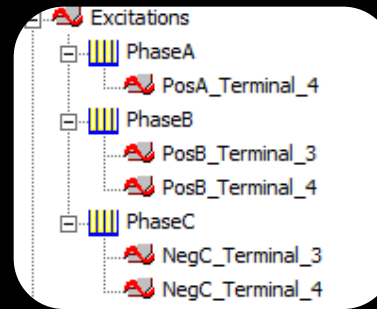 Excitations
PhaseA
PosA_Terminal_4
PhaseB
PosB_Terminal_3
PosB_Terminal_4
PhaseC
NegC_Terminal_3
NegC_Terminal_4